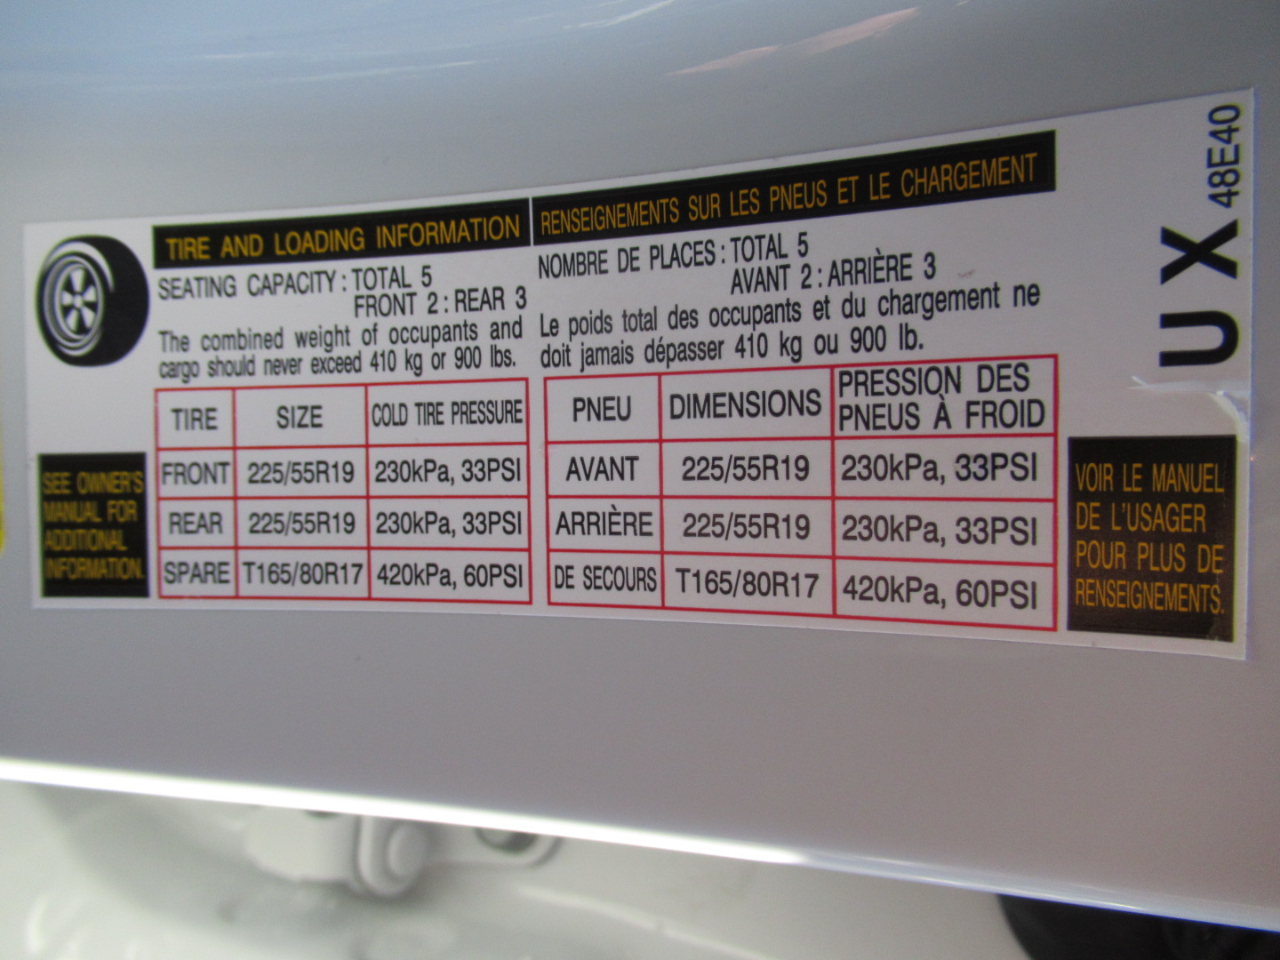 TIRE AND LOADING INFORMATION
SEATING CAPACITY : TOTAL 5
FRONT 2 : REAR 3
The combined weight of occupants and
cargo should never exceed 410 kg or 900 lbs.
TIRE SIZE COLD TIRE PRESSURE
FRONT 225/55R19 230kPa, 33PSI
REAR 225/55R19 230kPa, 33PSI
SPARE T165/80R17 420kPa, 60PSI
SEE OWNER'S
MANUAL FOR
ADDITIONAL
INFORMATION.
RENSEIGNEMENTS SUR LES PNEUS ET LE CHARGEMENT
NOMBRE DE PLACES : TOTAL 5
AVANT 2 : ARRIÈRE 3
Le poids total des occupants et du chargement ne
doit jamais dépasser 410 kg ou 900 lb.
PNEU DIMENSIONS PRESSION DES
PNEUS À FROID
AVANT 225/55R19 230kPa, 33PSI
ARRIÈRE 225/55R19 230kPa, 33PSI
DE SECOURS T165/80R17 420kPa, 60PSI
VOIR LE MANUEL
DE L'USAGER
POUR PLUS DE
RENSEIGNEMENTS.
UX 48E40